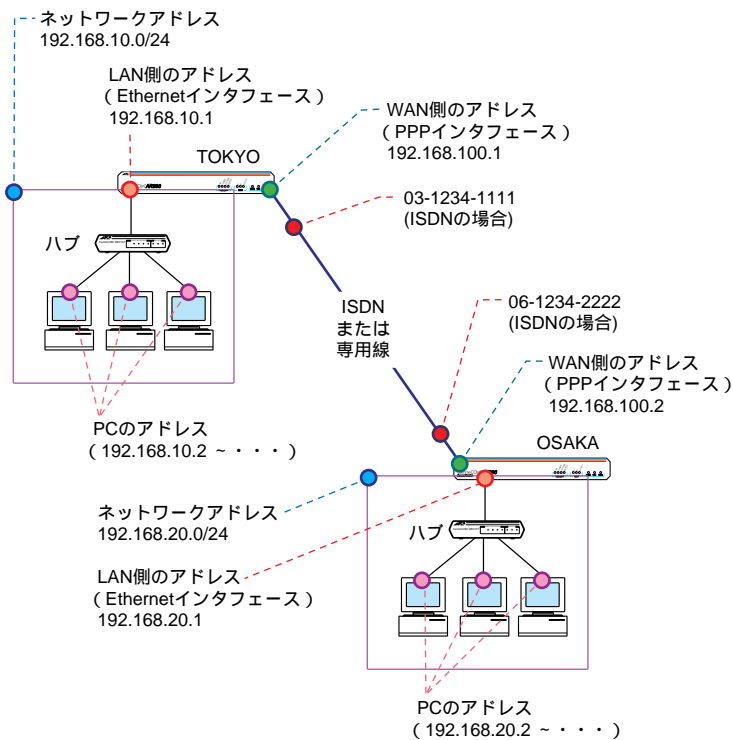 ネットワークアドレス
192.168.10.0/24
LAN側のアドレス
（Ethernetインタフェース）
192.168.10.1
WAN側のアドレス
（PPPインタフェース）
192.168.100.1
TOKYO
03-1234-1111
(ISDNの場合)
ハブ
ISDN
または
専用線
06-1234-2222
(ISDNの場合)
WAN側のアドレス
（PPPインタフェース）
192.168.100.2
PCのアドレス
（192.168.10.2 ~ ・・・）
OSAKA
ネットワークアドレス
192.168.20.0/24
ハブ
LAN側のアドレス
（Ethernetインタフェース）
192.168.20.1
PCのアドレス
（192.168.20.2 ~ ・・・）